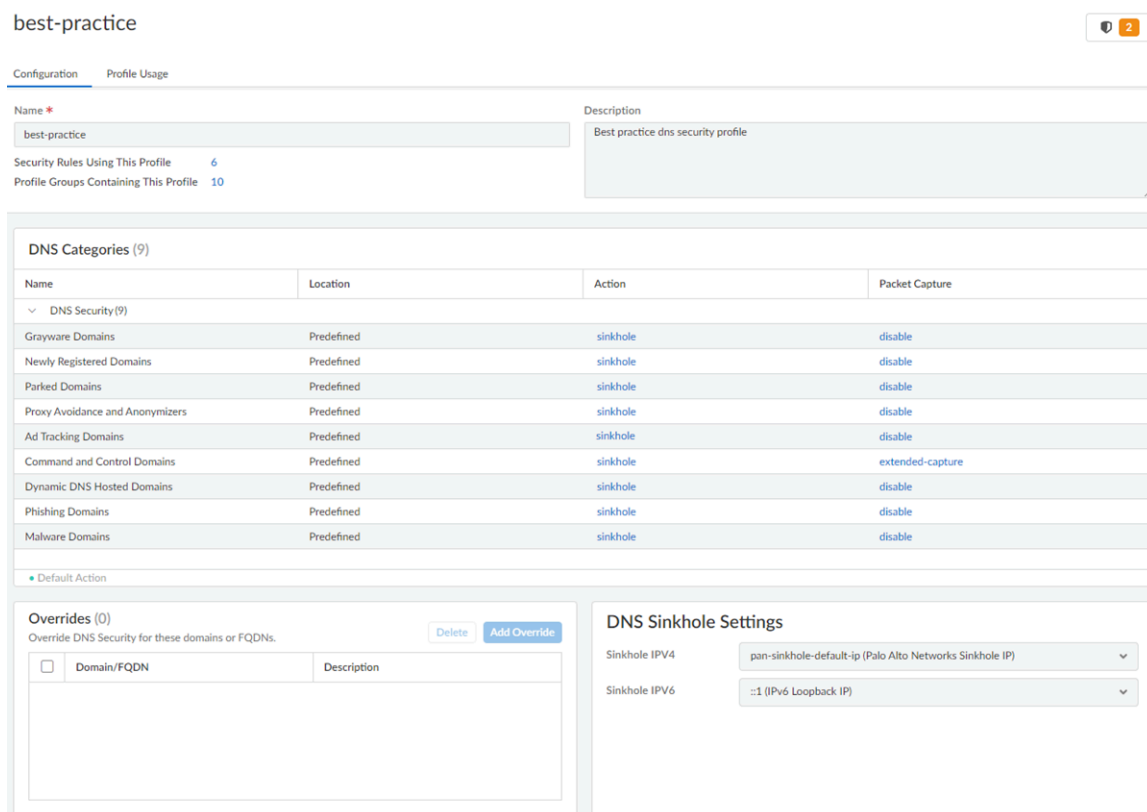 best-practice
2
Configuration Profile Usage
Name *
best-practice
Security Rules Using This Profile 6
Profile Groups Containing This Profile 10
Description
Best practice dns security profile
DNS Categories (9)
Name Location Action Packet Capture
DNS Security(9)
Grayware Domains Predefined sinkhole disable
Newly Registered Domains Predefined sinkhole disable
Parked Domains Predefined sinkhole disable
Proxy Avoidance and Anonymizers Predefined sinkhole disable
Ad Tracking Domains Predefined sinkhole disable
Command and Control Domains Predefined sinkhole extended-capture
Dynamic DNS Hosted Domains Predefined sinkhole disable
Phishing Domains Predefined sinkhole disable
Malware Domains Predefined sinkhole disable
• Default Action
Overrides (0)
Override DNS Security for these domains or FQDNs.
Delete Add Override
Domain/FQDN Description
DNS Sinkhole Settings
Sinkhole IPV4 pan-sinkhole-default-ip (Palo Alto Networks Sinkhole IP)
Sinkhole IPV6 ::1 (IPv6 Loopback IP)